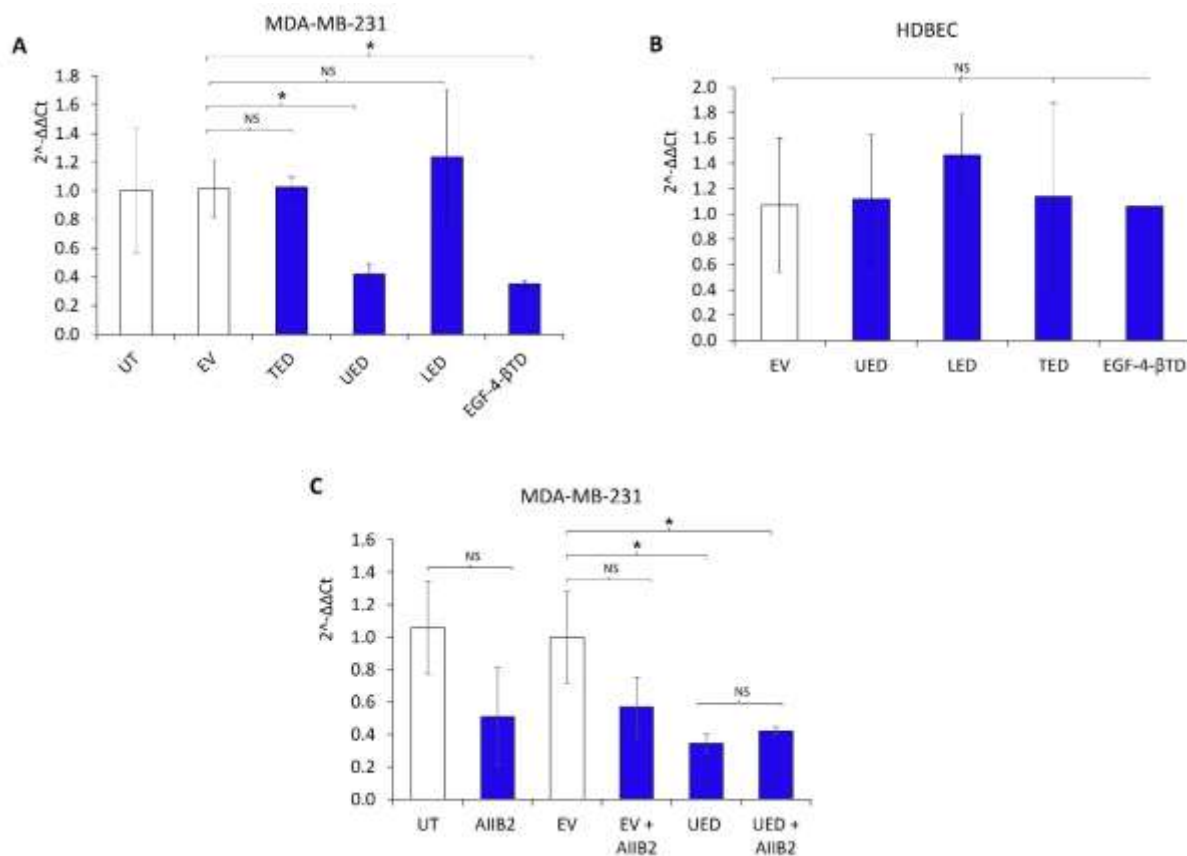 A
MDA-MB-231
*
NS
*
NS
2^-ΔΔCt
1.8
1.6
1.4
1.2
1.0
0.8
0.6
0.4
0.2
0.0
UT
EV
TED
UED
LED
EGF-4-βTD
B
HDBEC
NS
2^-ΔΔCt
2.0
1.8
1.6
1.4
1.2
1.0
0.8
0.6
0.4
0.2
0.0
EV UED LED TED EGF-4-βTD
C
MDA-MB-231
*
*
NS
NS
NS
2^-ΔΔCt
1.6
1.4
1.2
1.0
0.8
0.6
0.4
0.2
0.0
UT AIIB2 EV EV + UED UED +
AIIB2 AIIB2